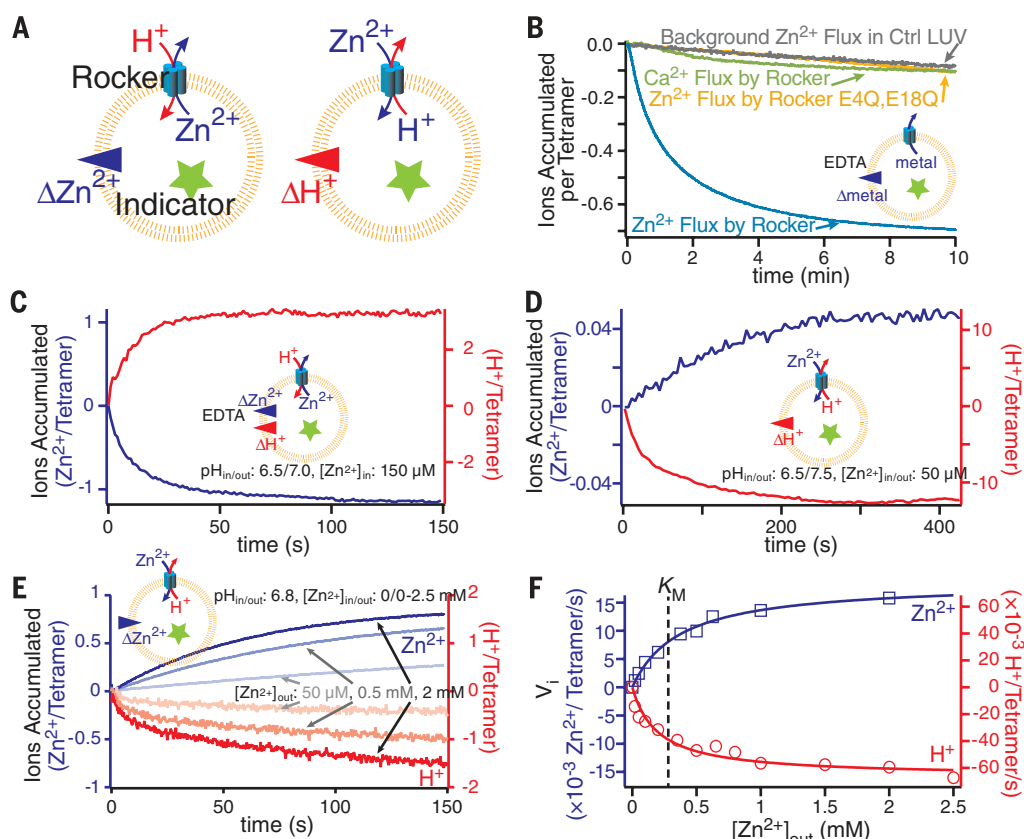 A
H+
Rocker
Zn2+
ΔZn2+
Indicator
Zn2+
H+
ΔH+
B
Background Zn2+ Flux in Ctrl LUV
Ca2+ Flux by Rocker
Zn2+ Flux by Rocker E4Q,E18Q
Zn2+ Flux by Rocker
EDTA
metal
Δmetal
Ions Accumulated
per Tetramer
0.0
-0.2
-0.4
-0.6
0 2 4 6 8 10
time (min)
C
Ions Accumulated
(Zn2+/Tetramer)
1
0
-1
(H+/Tetramer)
2
0
-2
H+
ΔZn2+
Zn2+
EDTA
ΔH+
pHin/out: 6.5/7.0, [Zn2+]in: 150 μM
0 50 100 150
time (s)
D
Ions Accumulated
(Zn2+/Tetramer)
0.04
0
-0.04
(H+/Tetramer)
10
0
-10
Zn2+
H+
ΔH+
pHin/out: 6.5/7.5, [Zn2+]in/out: 50 μM
0 200 400
time (s)
E
Zn2+
H+
ΔZn2+
pHin/out: 6.8, [Zn2+]in/out: 0/0-2.5 mM
Ions Accumulated
(Zn2+/Tetramer)
1
0.5
0
-0.5
-1
(H+/Tetramer)
2
1
0
-1
-2
Zn2+
[Zn2+]out: 50 μM, 0.5 mM, 2 mM
H+
0 50 100 150
time (s)
F
KM
Vi
(×10-3 Zn2+/ Tetramer/s)
15
10
5
0
-5
-10
-15
(×10-3 H+/ Tetramer/s)
60
40
20
0
-20
-40
-60
Zn2+
H+
0.0 0.5 1.0 1.5 2.0 2.5
[Zn2+]out (mM)